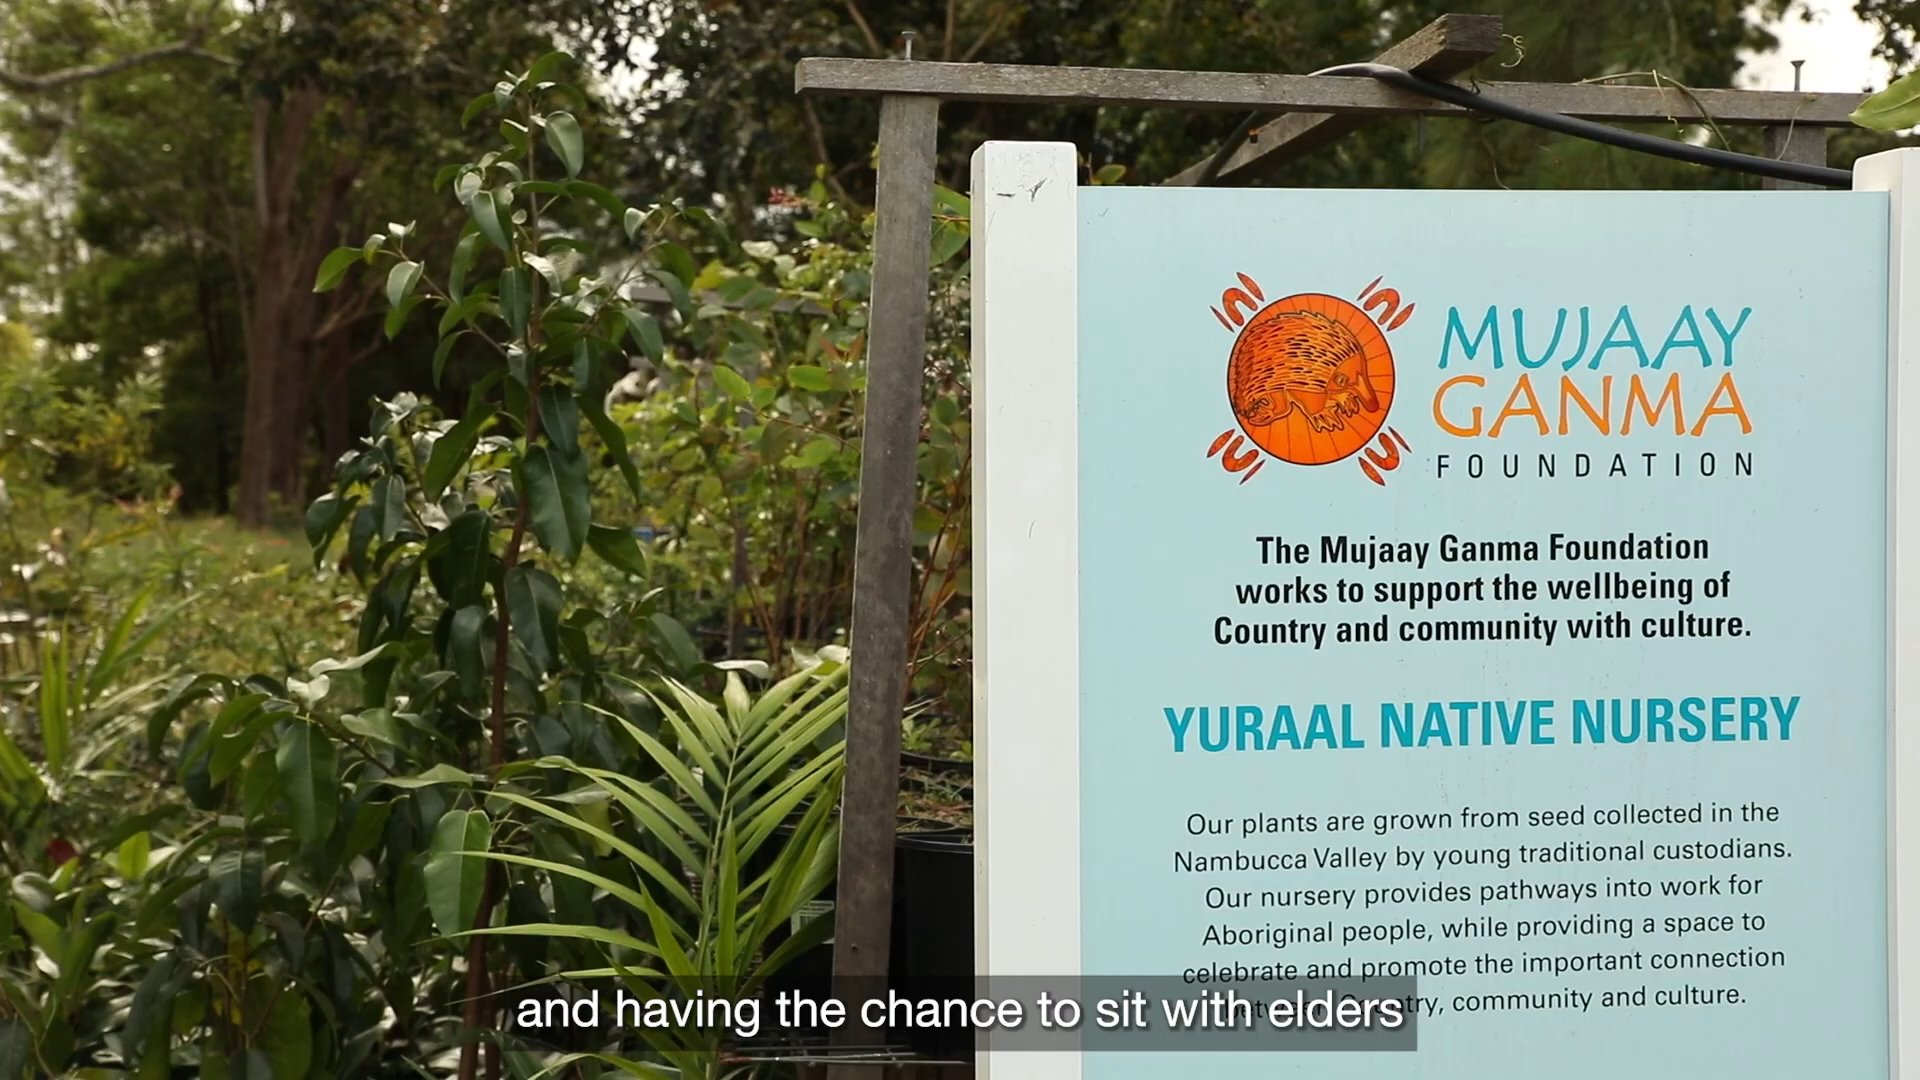 MUJAAY
GANMA
FOUNDATION
The Mujaay Ganma Foundation
works to support the wellbeing of
Country and community with culture.
YURAAL NATIVE NURSERY
Our plants are grown from seed collected in the
Nambucca Valley by young traditional custodians.
Our nursery provides pathways into work for
Aboriginal people, while providing a space to
celebrate and promote the important connection
between Country, community and culture.
and having the chance to sit with elders